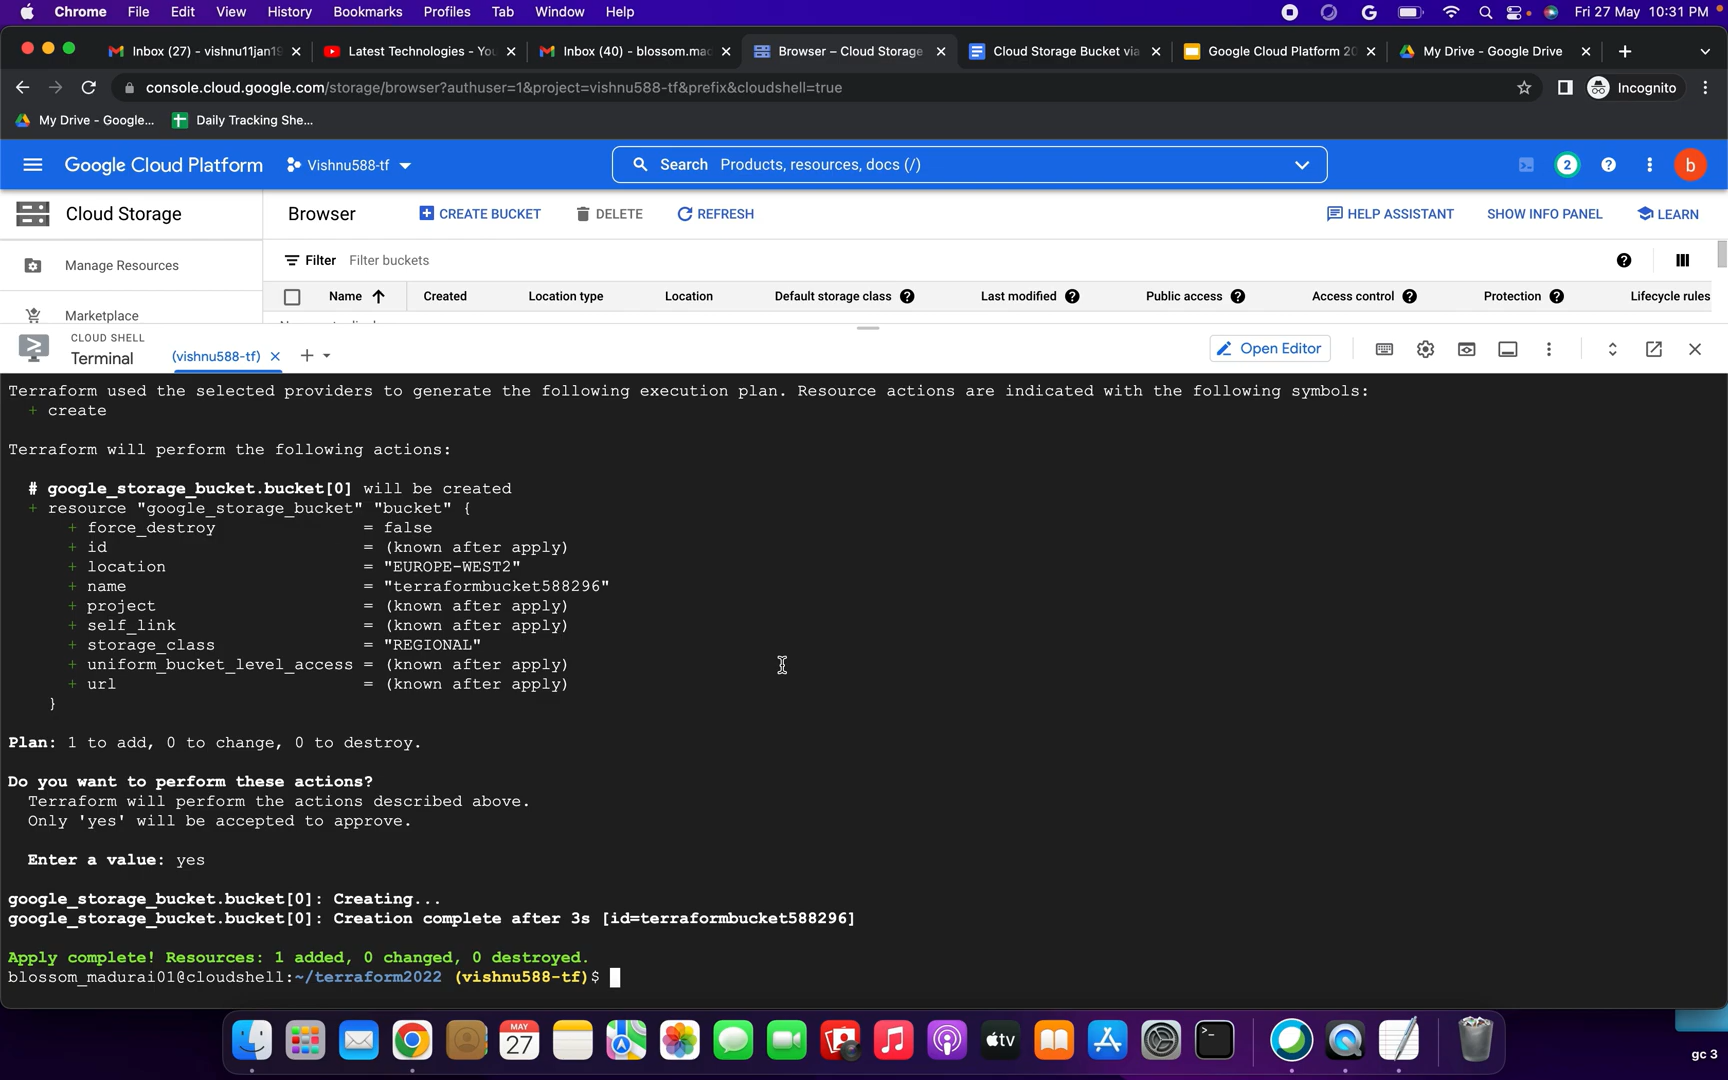 Chrome File Edit View History Bookmarks Profiles Tab Window Help Fri 27 May 10:31 PM
Inbox (27) - vishnu11jan19 Latest Technologies - You Inbox (40) - blossom.mad Browser – Cloud Storage Cloud Storage Bucket via Google Cloud Platform 20 My Drive - Google Drive
console.cloud.google.com/storage/browser?authuser=1&project=vishnu588-tf&prefix&cloudshell=true Incognito
My Drive - Google... Daily Tracking She...
Google Cloud Platform Vishnu588-tf Search Products, resources, docs (/) 2 ? b
Cloud Storage Browser CREATE BUCKET DELETE REFRESH HELP ASSISTANT SHOW INFO PANEL LEARN
Manage Resources Filter Filter buckets
Name Created Location type Location Default storage class Last modified Public access Access control Protection Lifecycle rules
Marketplace
CLOUD SHELL
Terminal (vishnu588-tf) Open Editor
Terraform used the selected providers to generate the following execution plan. Resource actions are indicated with the following symbols:
+ create
Terraform will perform the following actions:
# google_storage_bucket.bucket[0] will be created
+ resource "google_storage_bucket" "bucket" {
+ force_destroy = false
+ id = (known after apply)
+ location = "EUROPE-WEST2"
+ name = "terraformbucket588296"
+ project = (known after apply)
+ self_link = (known after apply)
+ storage_class = "REGIONAL"
+ uniform_bucket_level_access = (known after apply)
+ url = (known after apply)
}
Plan: 1 to add, 0 to change, 0 to destroy.
Do you want to perform these actions?
Terraform will perform the actions described above.
Only 'yes' will be accepted to approve.
Enter a value: yes
google_storage_bucket.bucket[0]: Creating...
google_storage_bucket.bucket[0]: Creation complete after 3s [id=terraformbucket588296]
Apply complete! Resources: 1 added, 0 changed, 0 destroyed.
blossom_madurai01@cloudshell:~/terraform2022 (vishnu588-tf)$
MAY
27
tv
gc 3